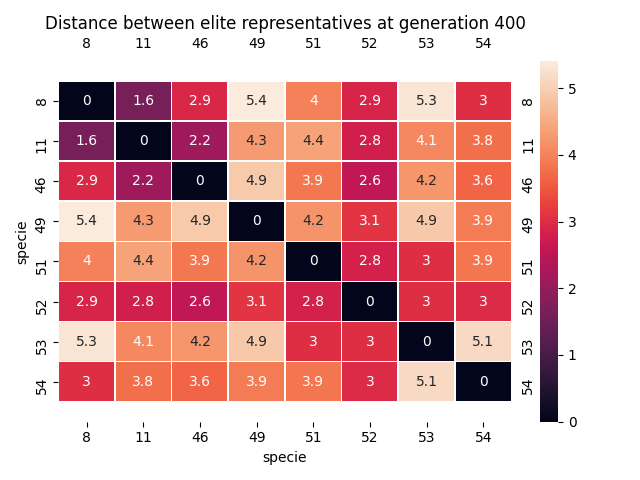 Distance between elite representatives at generation 400
8 11 46 49 51 52 53 54
8 0 1.6 2.9 5.4 4 2.9 5.3 3 8
11 1.6 0 2.2 4.3 4.4 2.8 4.1 3.8 11
46 2.9 2.2 0 4.9 3.9 2.6 4.2 3.6 46
49 5.4 4.3 4.9 0 4.2 3.1 4.9 3.9 49
51 4 4.4 3.9 4.2 0 2.8 3 3.9 51
52 2.9 2.8 2.6 3.1 2.8 0 3 3 52
53 5.3 4.1 4.2 4.9 3 3 0 5.1 53
54 3 3.8 3.6 3.9 3.9 3 5.1 0 54
8 11 46 49 51 52 53 54
specie
specie
5
4
3
2
1
0